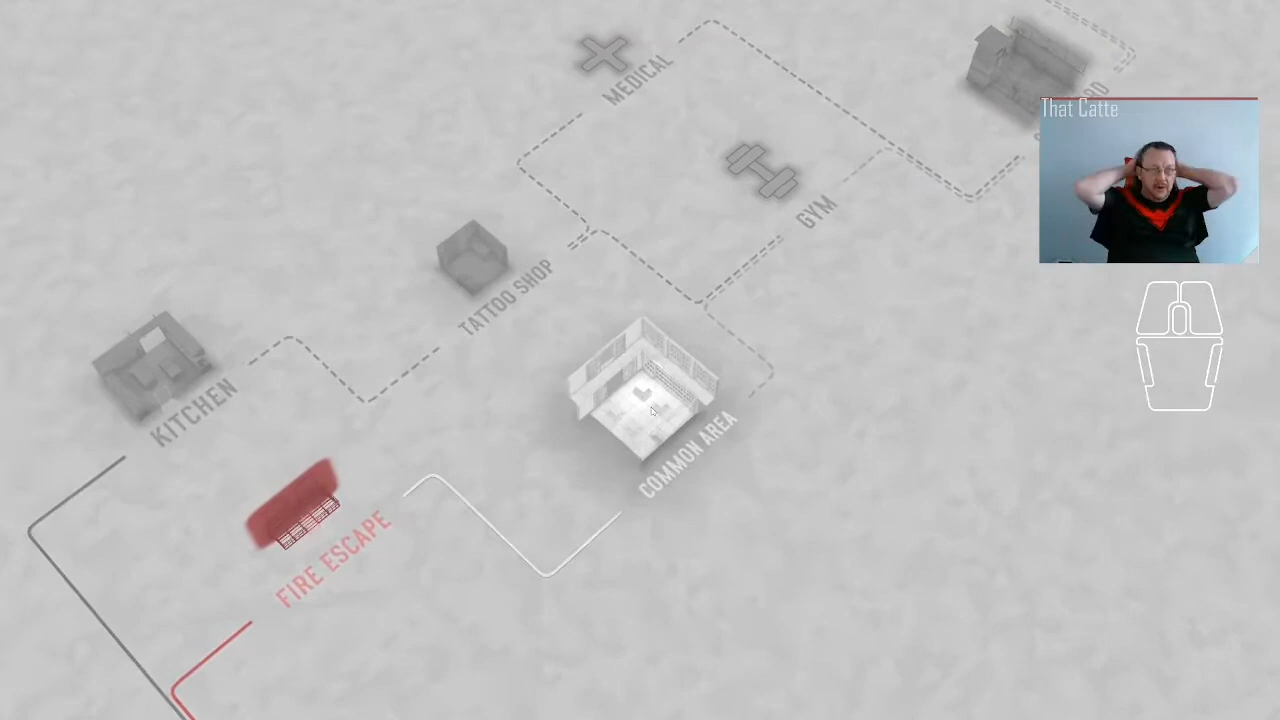 MEDICAL
That Catte
GYM
TATTOO SHOP
KITCHEN
COMMON AREA
FIRE ESCAPE